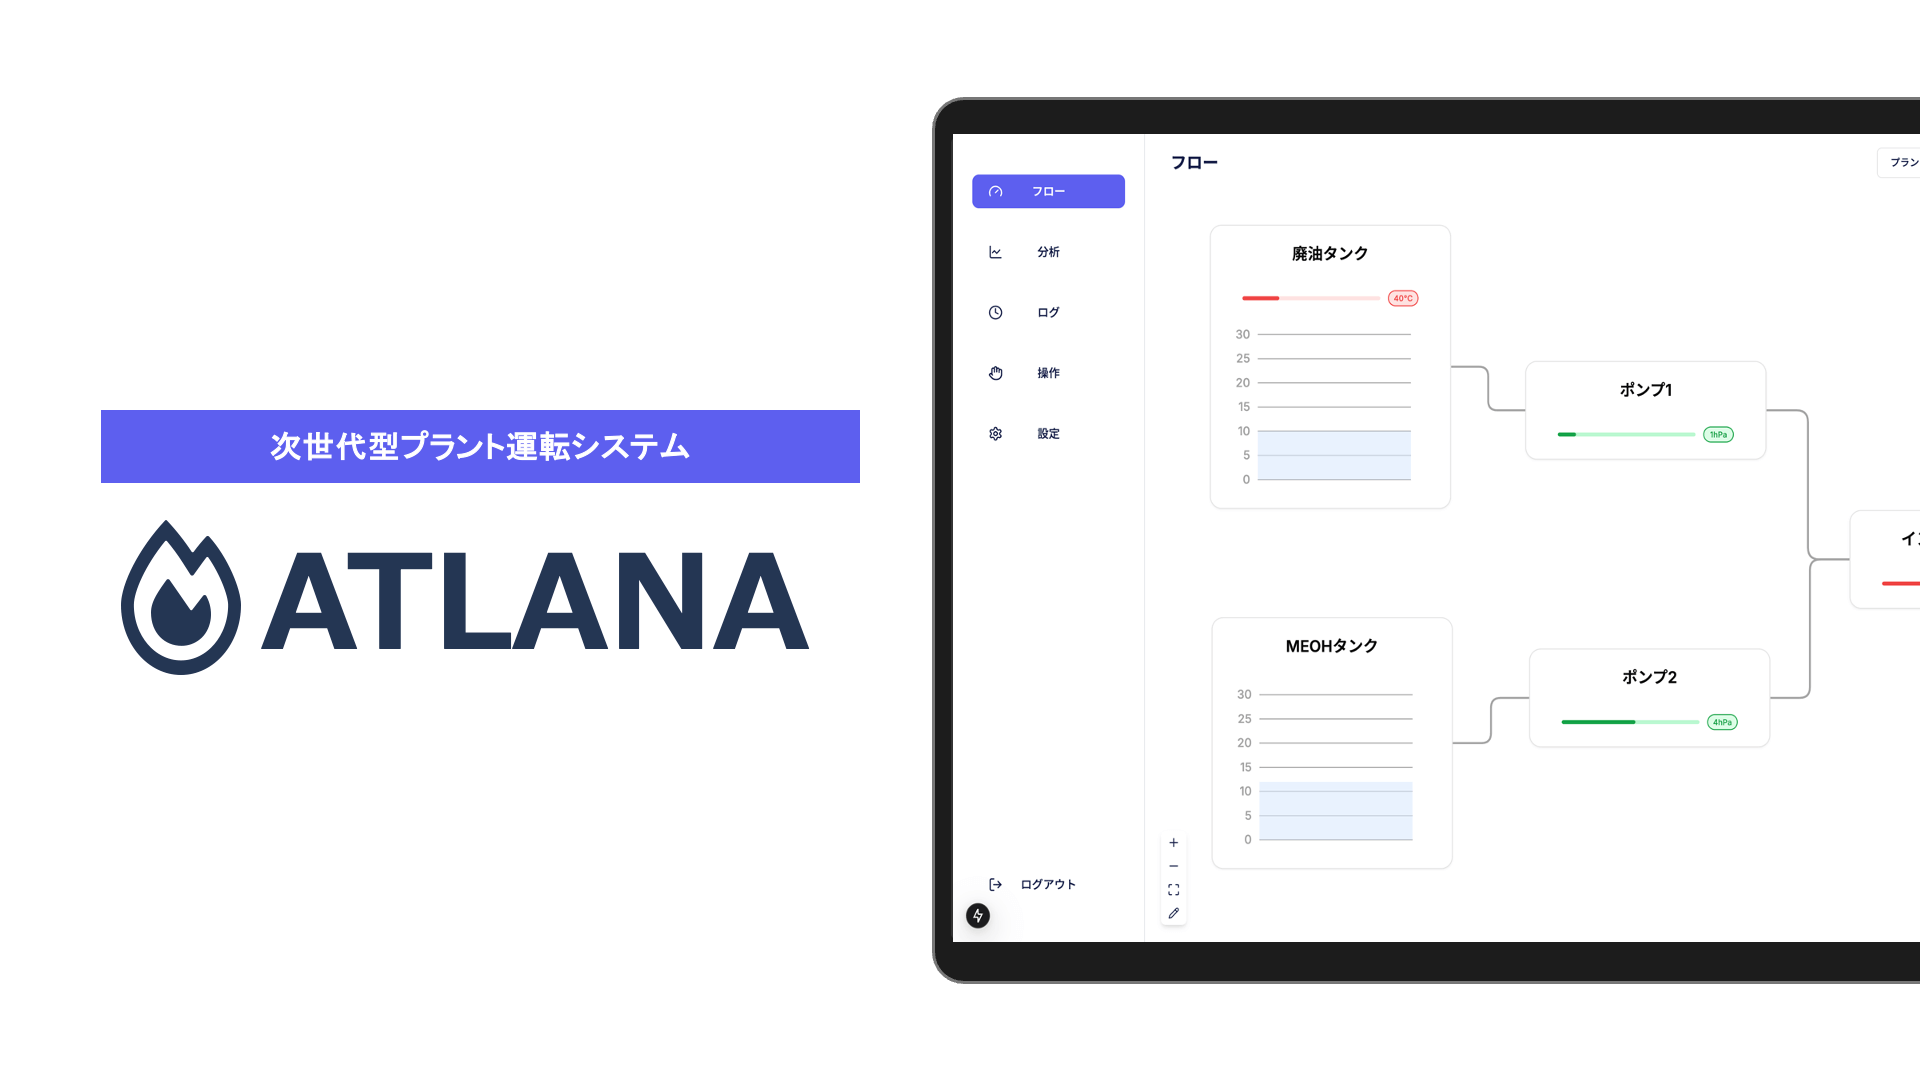 次世代型プラント運転システム
ATLANA
フロー
分析
ログ
操作
設定
ログアウト
フロー
プラン
廃油タンク
40°C
30
25
20
15
10
5
0
ポンプ1
1hPa
MEOHタンク
30
25
20
15
10
5
0
ポンプ2
4hPa